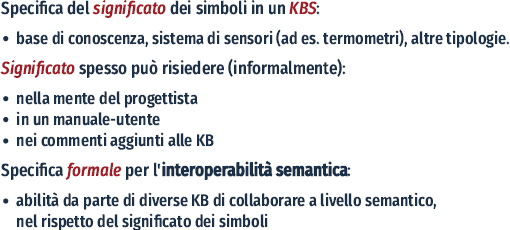 Specifica del significato dei simboli in un KBS:
• base di conoscenza, sistema di sensori (ad es. termometri), altre tipologie.
Significato spesso può risiedere (informalmente):
• nella mente del progettista
• in un manuale-utente
• nei commenti aggiunti alle KB
Specifica formale per l'interoperabilità semantica:
• abilità da parte di diverse KB di collaborare a livello semantico,
nel rispetto del significato dei simboli